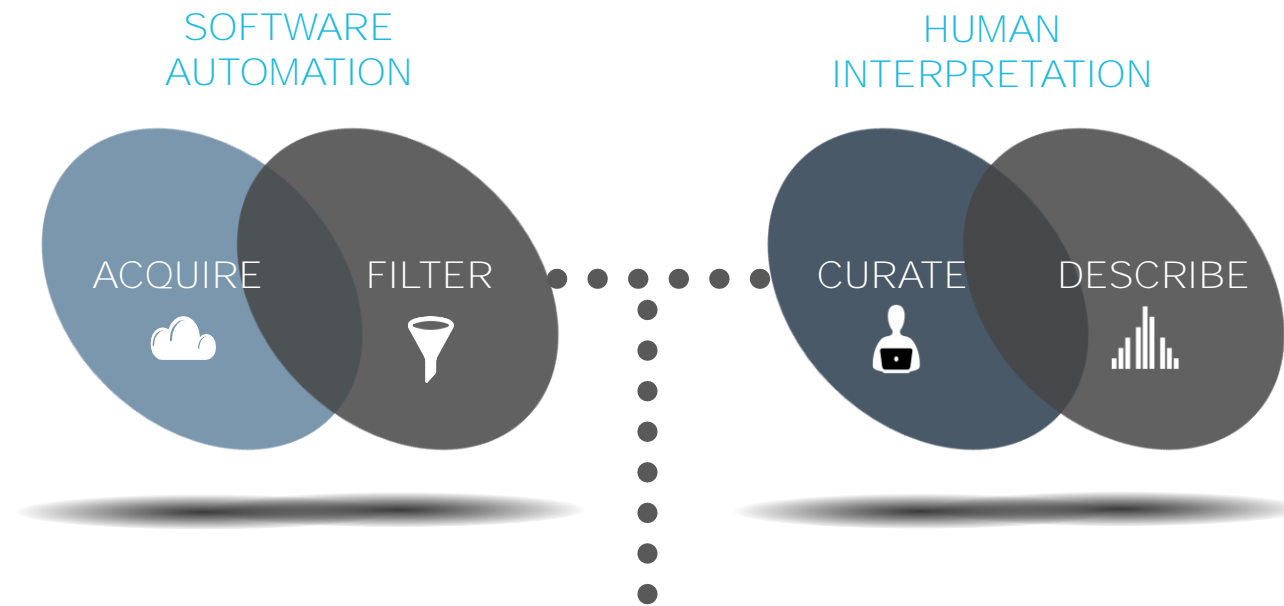 SOFTWARE
AUTOMATION
HUMAN
INTERPRETATION
ACQUIRE
FILTER
CURATE
DESCRIBE